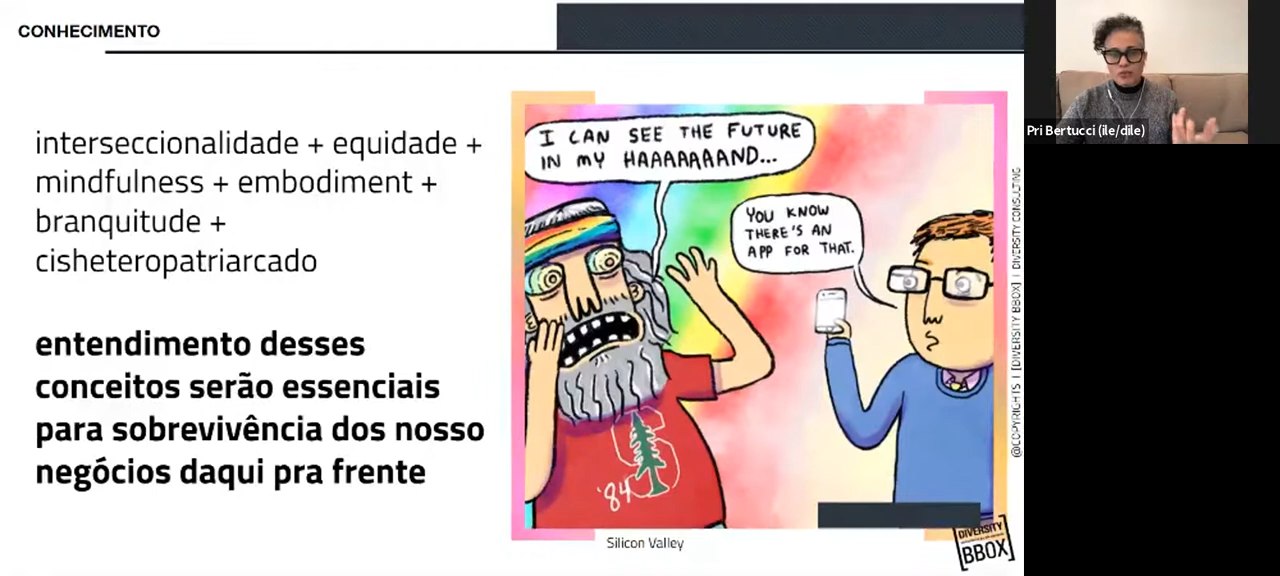 CONHECIMENTO
interseccionalidade + equidade +
mindfulness + embodiment +
branquitude +
cisheteropatriarcado
entendimento desses
conceitos serão essenciais
para sobrevivência dos nosso
negócios daqui pra frente
I CAN SEE THE FUTURE
IN MY HAAAAAAAND...
YOU KNOW
THERE'S AN
APP FOR THAT.
S
'84
Silicon Valley
@COPYRIGHTS I [DIVERSITY BBOX] I DIVERSITY CONSULTING
DIVERSITY
[BBOX]
Pri Bertucci (ile/dile)